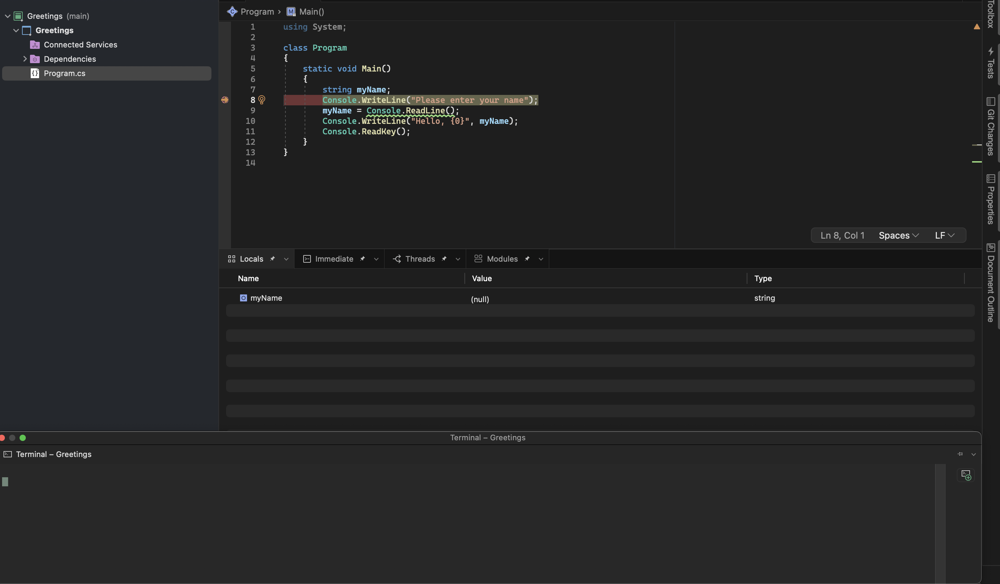 Greetings (main)
Greetings
Connected Services
Dependencies
Program.cs
Program › Main()
1 using System;
2
3 class Program
4 {
5 static void Main()
6 {
7 string myName;
8 Console.WriteLine("Please enter your name");
9 myName = Console.ReadLine();
10 Console.WriteLine("Hello, {0}", myName);
11 Console.ReadKey();
12 }
13 }
14
Ln 8, Col 1 Spaces LF
Toolbox
Tests
Git Changes
Properties
Document Outline
Locals Immediate Threads Modules
Name Value Type
myName (null) string
Terminal – Greetings
Terminal – Greetings